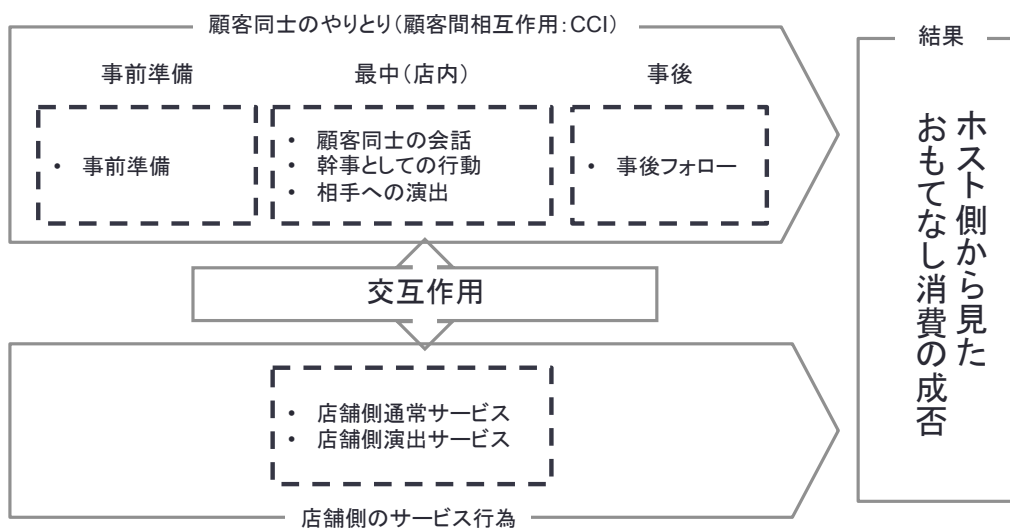 顧客同士のやりとり(顧客間相互作用:CCI)
事前準備
最中(店内)
事後
• 事前準備
• 顧客同士の会話
• 幹事としての行動
• 相手への演出
• 事後フォロー
交互作用
• 店舗側通常サービス
• 店舗側演出サービス
店舗側のサービス行為
結果
ホスト側から見た
おもてなし消費の成否